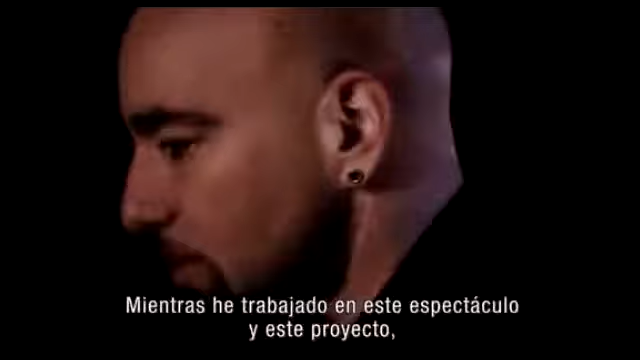 Mientras he trabajado en este espectáculo
y este proyecto,